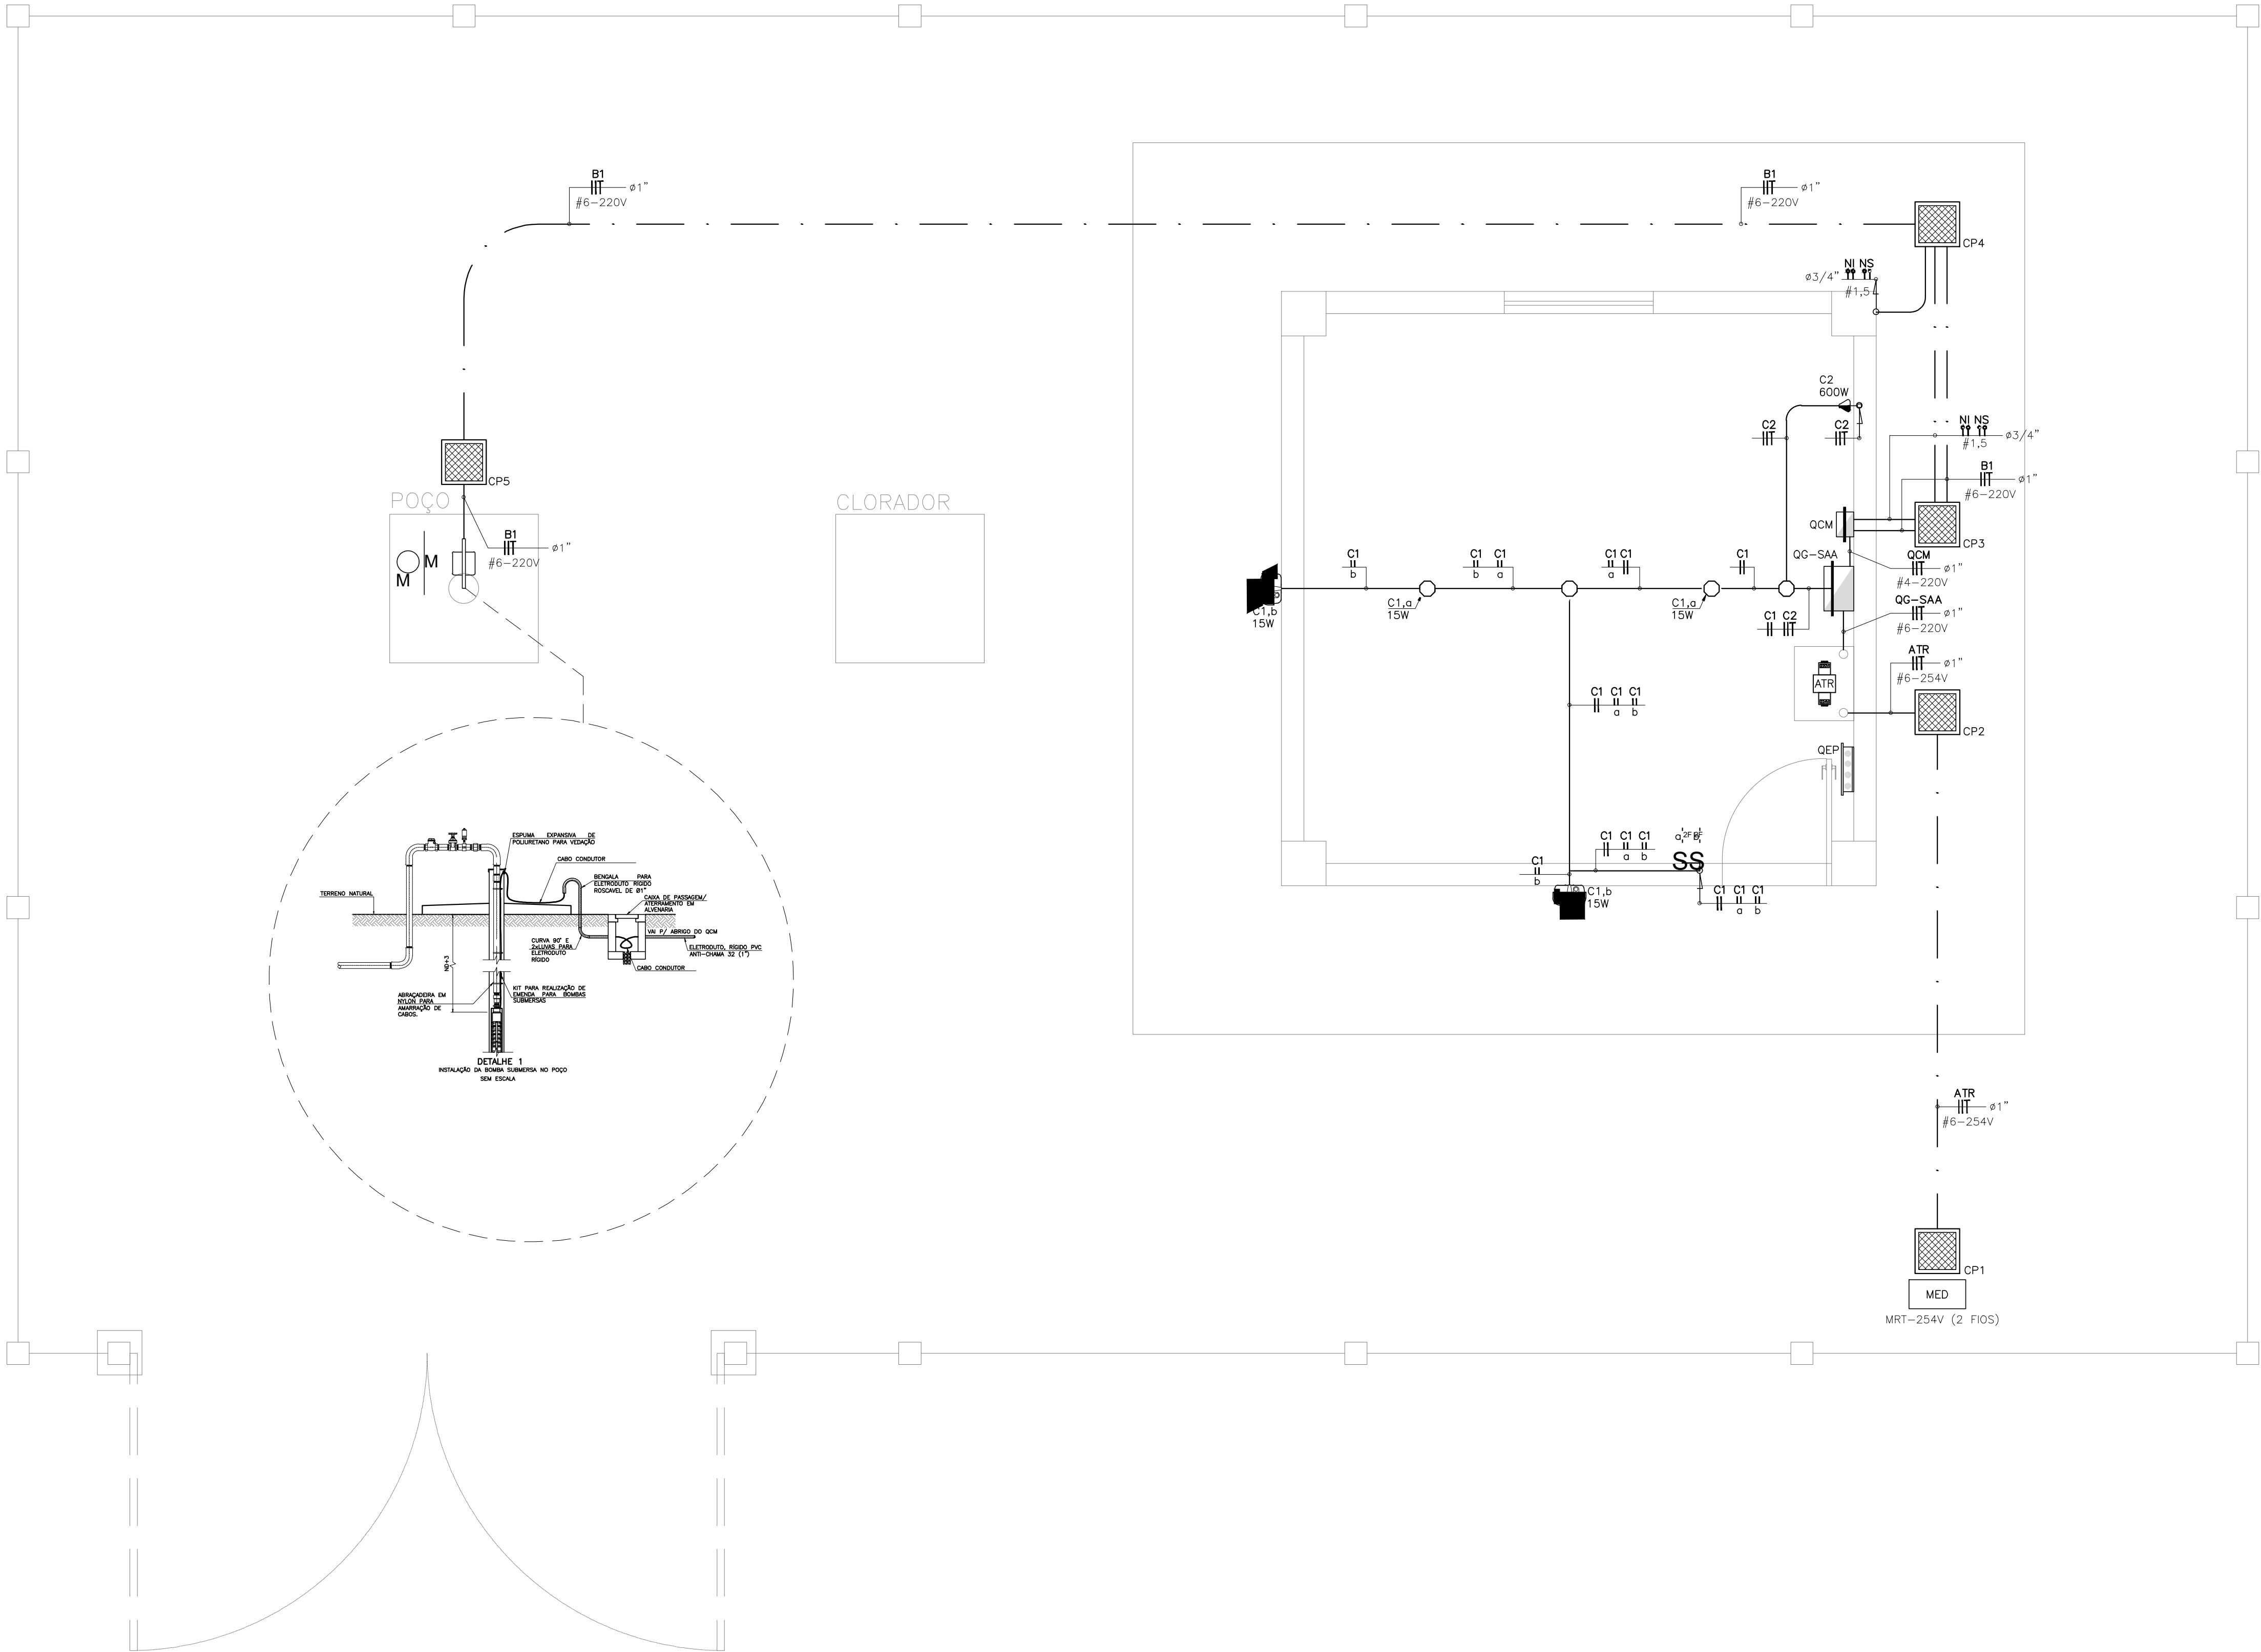 B1
ø1"
#6-220V
B1
ø1"
#6-220V
CP4
NI NS
ø3/4"
#1,5
C2
600W
C2
C2
NI NS
ø3/4"
#1,5
B1
ø1"
#6-220V
CP5
POÇO
CLORADOR
M
M
B1
ø1"
#6-220V
QCM
CP3
QG-SAA
QCM
ø1"
#4-220V
QG-SAA
ø1"
#6-220V
C1
b
C1 C1
b a
C1 C1
a
C1
C1,b
15W
C1,a
15W
C1,a
15W
C1 C2
ATR
ø1"
#6-254V
ATR
CP2
C1 C1 C1
a b
QEP
C1 C1 C1
a b
a 2F
SS
C1
b
C1,b
15W
C1 C1 C1
a b
ESPUMA EXPANSIVA DE
POLIURETANO PARA VEDAÇÃO
CABO CONDUTOR
BENGALA PARA
ELETRODUTO RÍGIDO
ROSCAVEL DE Ø1"
TERRENO NATURAL
CAIXA DE PASSAGEM/
ATERRAMENTO EM
ALVENARIA
VAI P/ ABRIGO DO QCM
CURVA 90° E
2xLUVAS PARA
ELETRODUTO
RÍGIDO
ELETRODUTO, RÍGIDO PVC
ANTI-CHAMA 32 (1")
CABO CONDUTOR
ND+3
ABRAÇADEIRA EM
NYLON PARA
AMARRAÇÃO DE
CABOS.
KIT PARA REALIZAÇÃO DE
EMENDA PARA BOMBAS
SUBMERSAS
DETALHE 1
INSTALAÇÃO DA BOMBA SUBMERSA NO POÇO
SEM ESCALA
ATR
ø1"
#6-254V
CP1
MED
MRT-254V (2 FIOS)